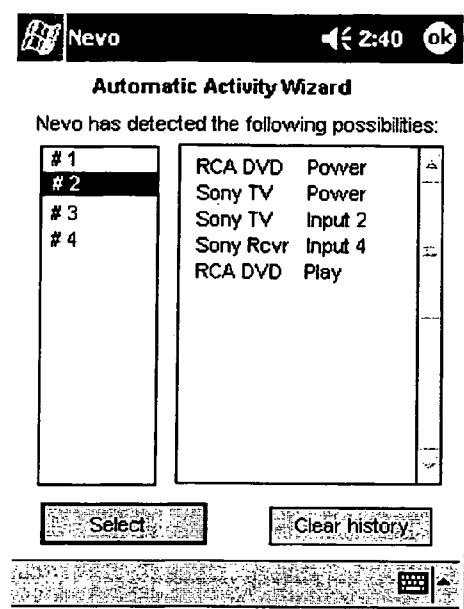 Nevo 2:40 ok
Automatic Activity Wizard
Nevo has detected the following possibilities:
# 1
# 2
# 3
# 4
RCA DVD Power
Sony TV Power
Sony TV Input 2
Sony Rcvr Input 4
RCA DVD Play
Select Clear history